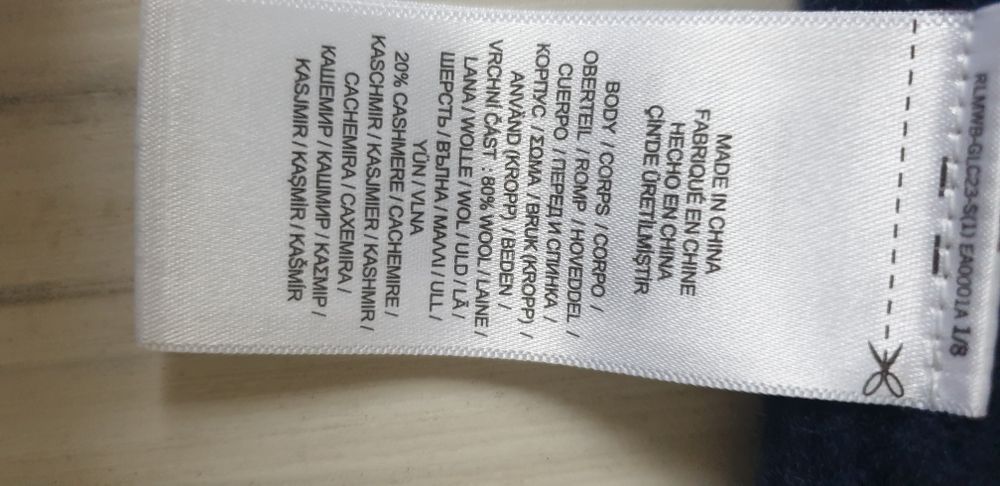 RLMWB-GLC23-S(1) EA0001A 1/8
MADE IN CHINA
FABRIQUÉ EN CHINE
HECHO EN CHINA
ÇİN'DE ÜRETİLMİŞTİR
BODY / CORPS / CORPO /
OBERTEIL / ROMP / HOVEDDEL /
CUERPO / ПЕРЕД И СПИНКА /
КОРПУС / ΣΩΜΑ / BRUK (KROPP) /
ANVÄND (KROPP) / BEDEN /
VRCHNÍ ČÁST : 80% WOOL / LAINE /
LANA / WOLLE / WOL / ULD / LÃ /
ШЕРСТЬ / ВЪЛНА / ΜΑΛΛΙ / ULL /
YÜN / VLNA
20% CASHMERE / CACHEMIRE /
KASCHMIR / KASJMIER / KASHMIR /
CACHEMIRA / CAXEMIRA /
КАШЕМИР / КАШМИР / ΚΑΣΜΙΡ /
KASJMIR / KAŞMİR / KAŠMÍR